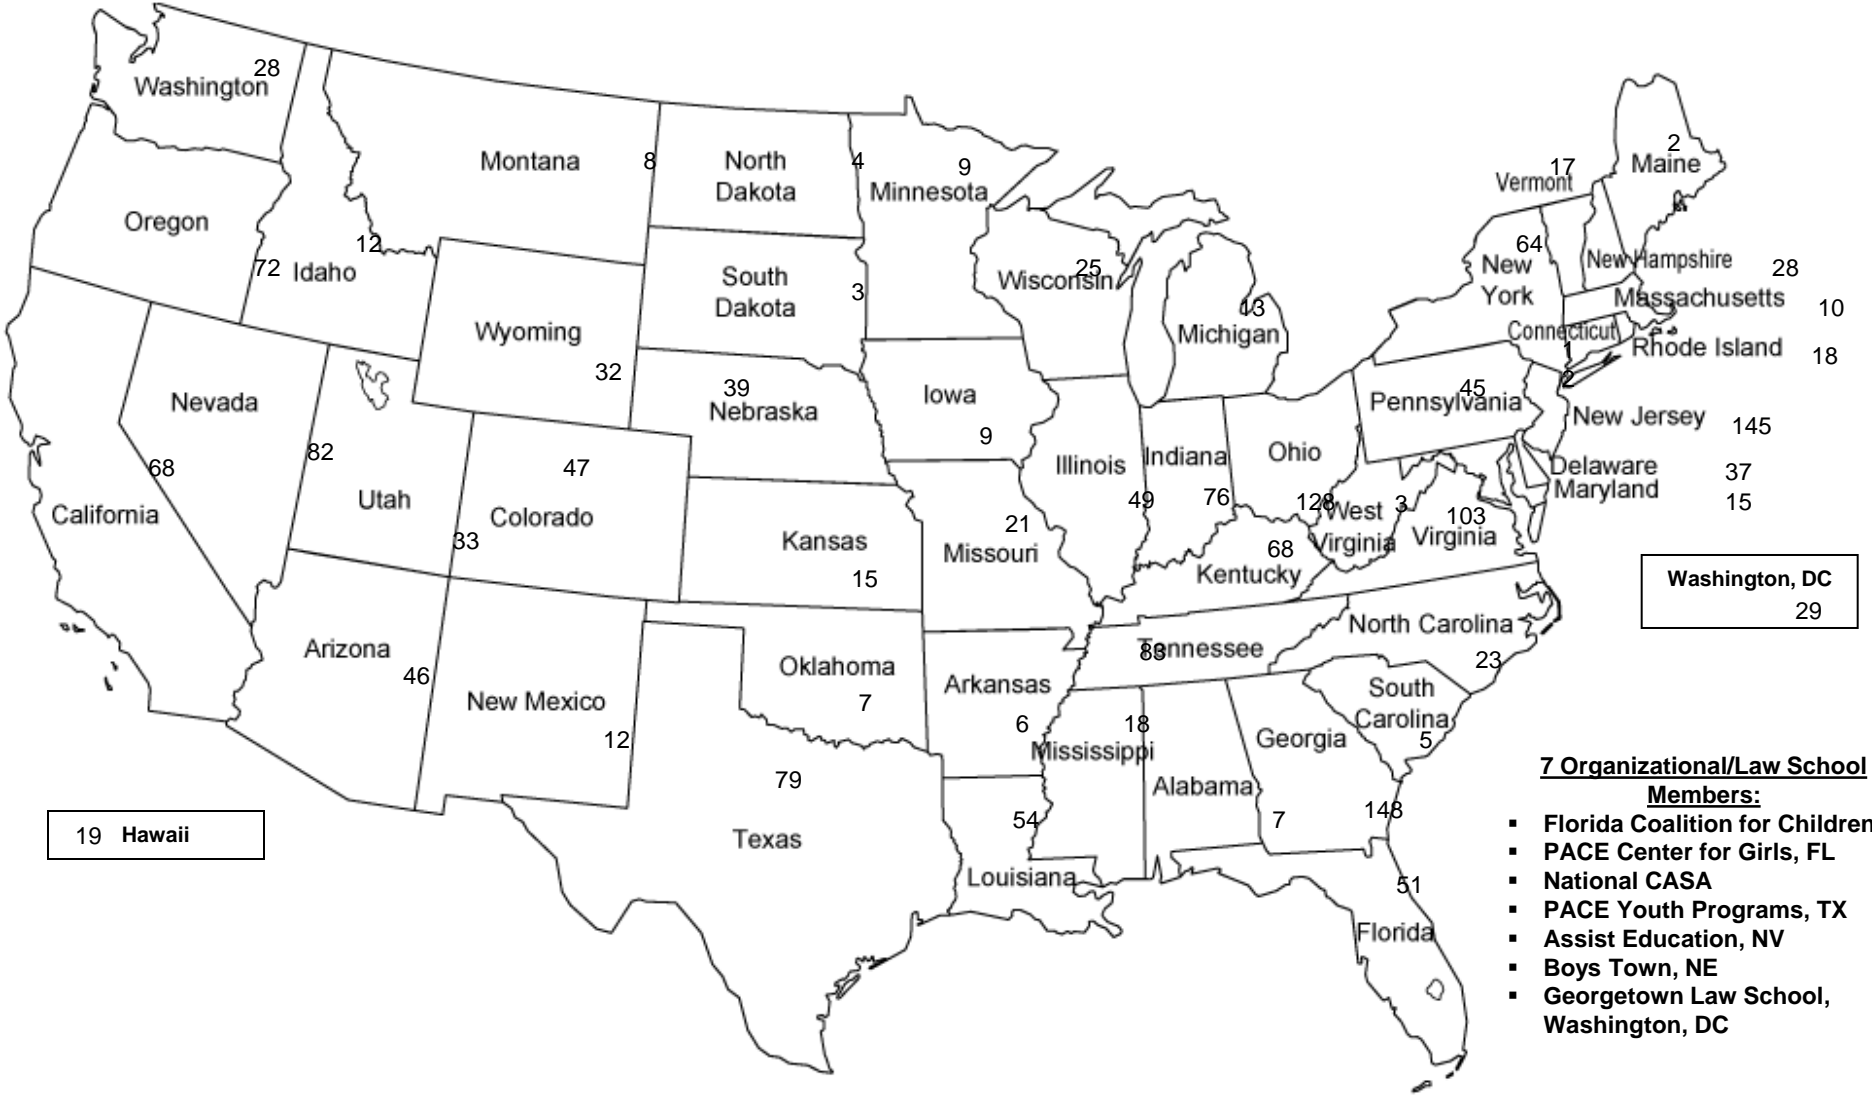 Washington 28
Montana 8
North
Dakota 4
Minnesota 9
Maine 2
Vermont 17
Oregon 72
Idaho 12
South
Dakota 3
Wisconsin 25
Michigan 13
New
York 64
New Hampshire 28
Massachusetts 10
Connecticut 1
Rhode Island 18
2
Wyoming 32
Nebraska 39
Iowa 9
Pennsylvania 45
New Jersey 145
Nevada 82
California 68
Utah 33
Colorado 47
Illinois 49
Indiana 76
Ohio 128
Delaware 37
Maryland 15
West
Virginia 3
Virginia 103
Kansas 15
Missouri 21
Kentucky 68
Washington, DC
29
Arizona 46
New Mexico 12
Oklahoma 7
Arkansas 6
Tennessee 83
North Carolina 23
South
Carolina 5
Mississippi 18
Alabama 7
Georgia 148
Texas 79
Louisiana 54
Florida 51
19 Hawaii
7 Organizational/Law School
Members:
▪ Florida Coalition for Children
▪ PACE Center for Girls, FL
▪ National CASA
▪ PACE Youth Programs, TX
▪ Assist Education, NV
▪ Boys Town, NE
▪ Georgetown Law School,
Washington, DC